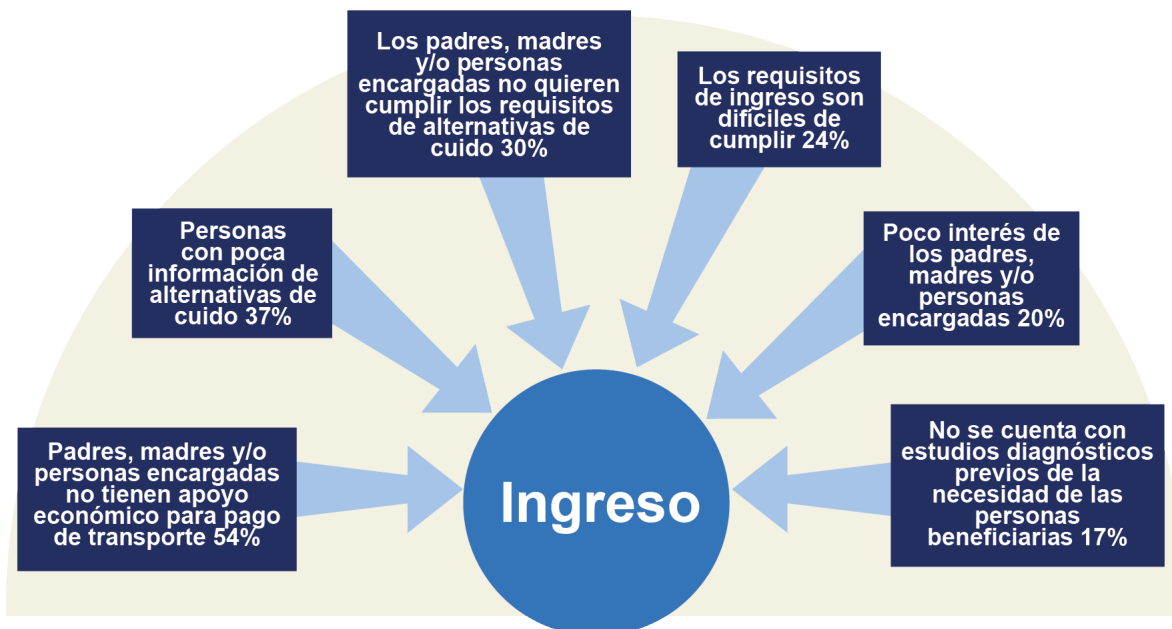 Los padres, madres
y/o personas
encargadas no quieren
cumplir los requisitos
de alternativas de
cuido 30%
Los requisitos
de ingreso son
difíciles de
cumplir 24%
Personas
con poca
información de
alternativas de
cuido 37%
Poco interés de
los padres,
madres y/o
personas
encargadas 20%
Padres, madres y/o
personas encargadas
no tienen apoyo
económico para pago
de transporte 54%
No se cuenta con
estudios diagnósticos
previos de la
necesidad de las
personas
beneficiarias 17%
Ingreso